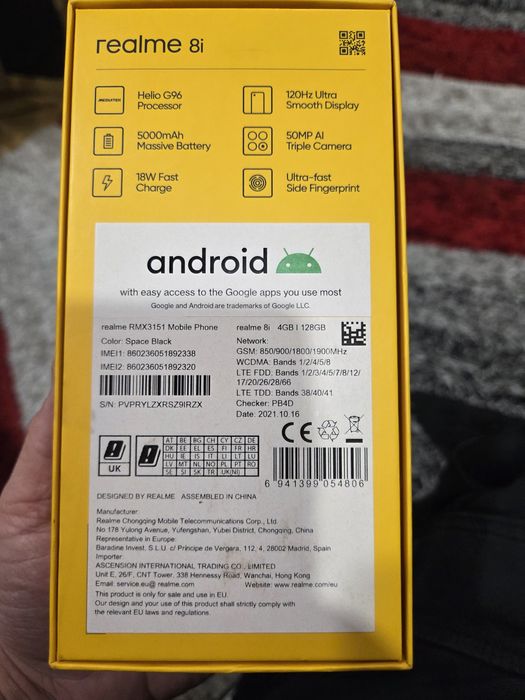 realme 8i
MEDIATEK
Helio G96
Processor
120Hz Ultra
Smooth Display
5000mAh
Massive Battery
50MP AI
Triple Camera
18W Fast
Charge
Ultra-fast
Side Fingerprint
android
with easy access to the Google apps you use most
Google and Android are trademarks of Google LLC.
realme RMX3151 Mobile Phone
Color: Space Black
IMEI1: 860236051892338
IMEI2: 860236051892320
S/N: PVPRYLZXRSZ9IRZX
realme 8i 4GB | 128GB
Network:
GSM: 850/900/1800/1900MHz
WCDMA: Bands 1/2/4/5/8
LTE FDD: Bands 1/2/3/4/5/7/8/12/
17/20/26/28/66
LTE TDD: Bands 38/40/41
Checker: PB4D
Date: 2021.10.16
UK
AT BE BG CH CY CZ DE
DK EE EL ES FI FR HR
HU IE IS IT LI LT LU
LV MT NL NO PL PT RO
SE SI SK TR UK(NI)
CE
6 941399 054806
DESIGNED BY REALME ASSEMBLED IN CHINA
Manufacturer:
Realme Chongqing Mobile Telecommunications Corp., Ltd.
No.178 Yulong Avenue, Yufengshan, Yubei District, Chongqing, China
Representative in Europe:
Baradine Invest. S.L.U. c/ Principe de Vergara, 112, 4, 28002 Madrid, Spain
Importer:
ASCENSION INTERNATIONAL TRADING CO., LIMITED
Unit E, 26/F, CNT Tower, 338 Hennessy Road, Wanchai, Hong Kong
Email: service.eu@realme.com Website: www.realme.com/eu
This product is only for sale and use in EU.
Our design and your use of this product shall strictly comply with
the relevant EU laws and regulations.